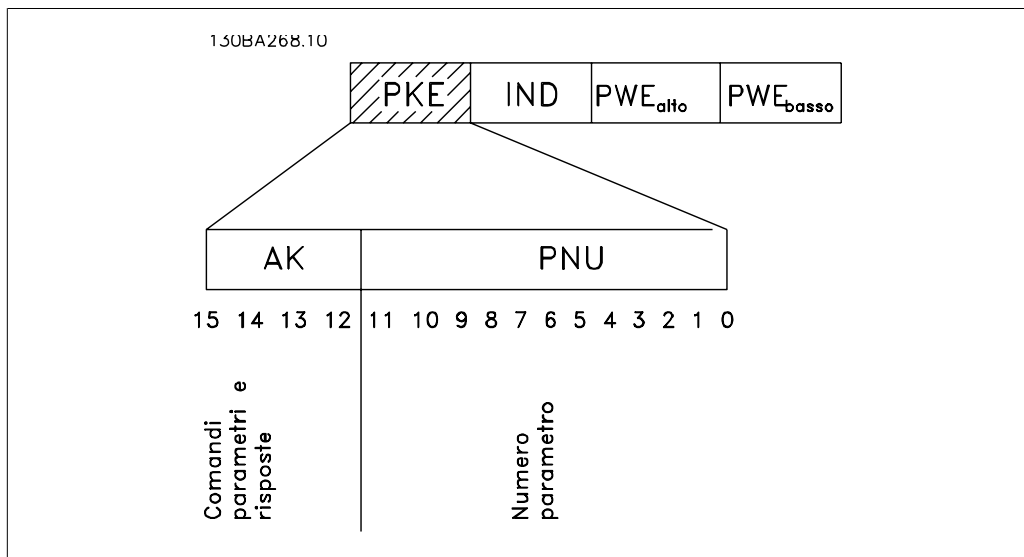 130BA268.10
PKE IND PWEalto PWEbasso
AK PNU
15 14 13 12 11 10 9 8 7 6 5 4 3 2 1 0
Comandi
parametri e
risposte
Numero
parametro